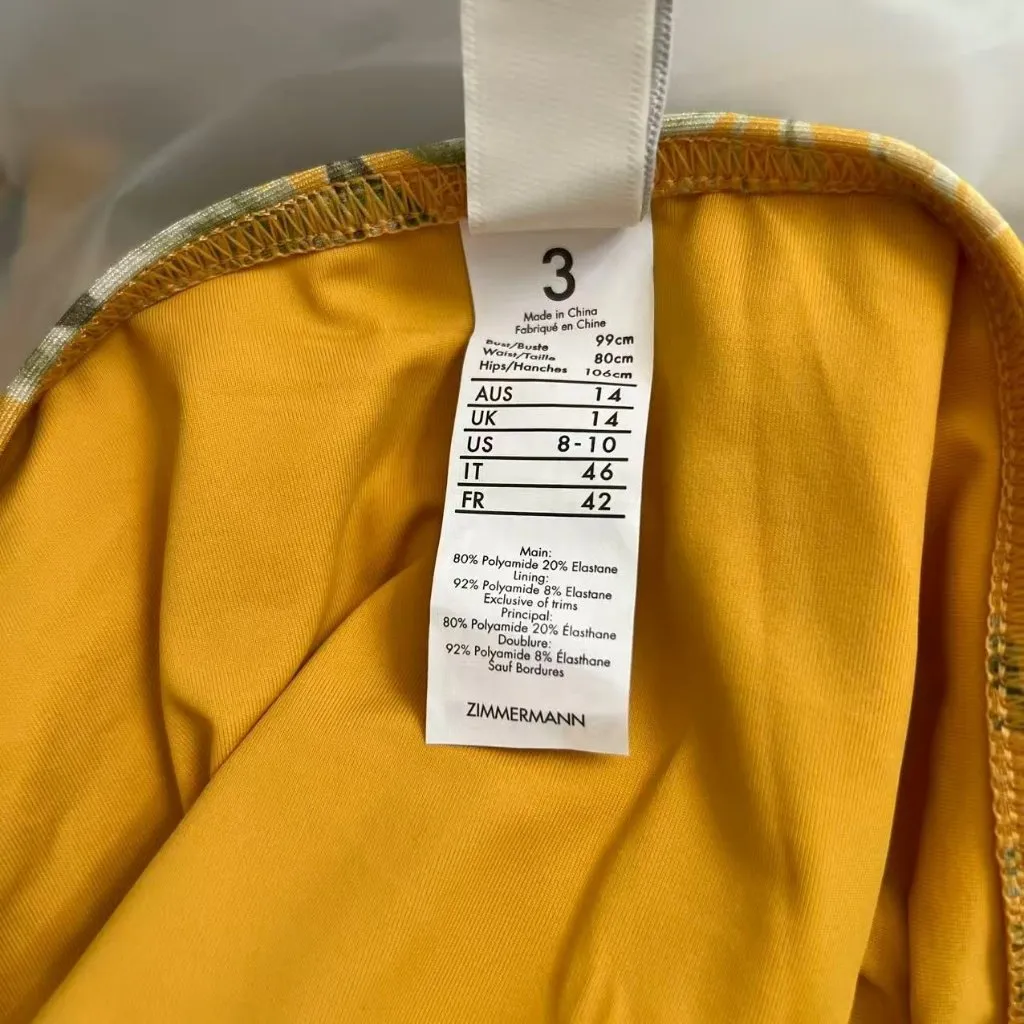 3
Made in China
Fabriqué en Chine
Bust/Buste 99cm
Waist/Taille 80cm
Hips/Hanches 106cm
AUS 14
UK 14
US 8-10
IT 46
FR 42
Main:
80% Polyamide 20% Elastane
Lining:
92% Polyamide 8% Elastane
Exclusive of trims
Principal:
80% Polyamide 20% Élasthane
Doublure:
92% Polyamide 8% Élasthane
Sauf Bordures
ZIMMERMANN